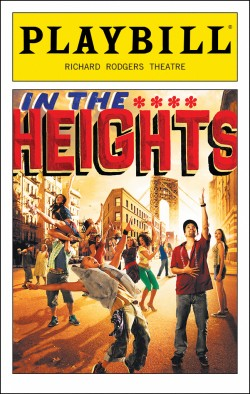 PLAYBILL®
RICHARD RODGERS THEATRE
IN THE ****
HEIGHTS